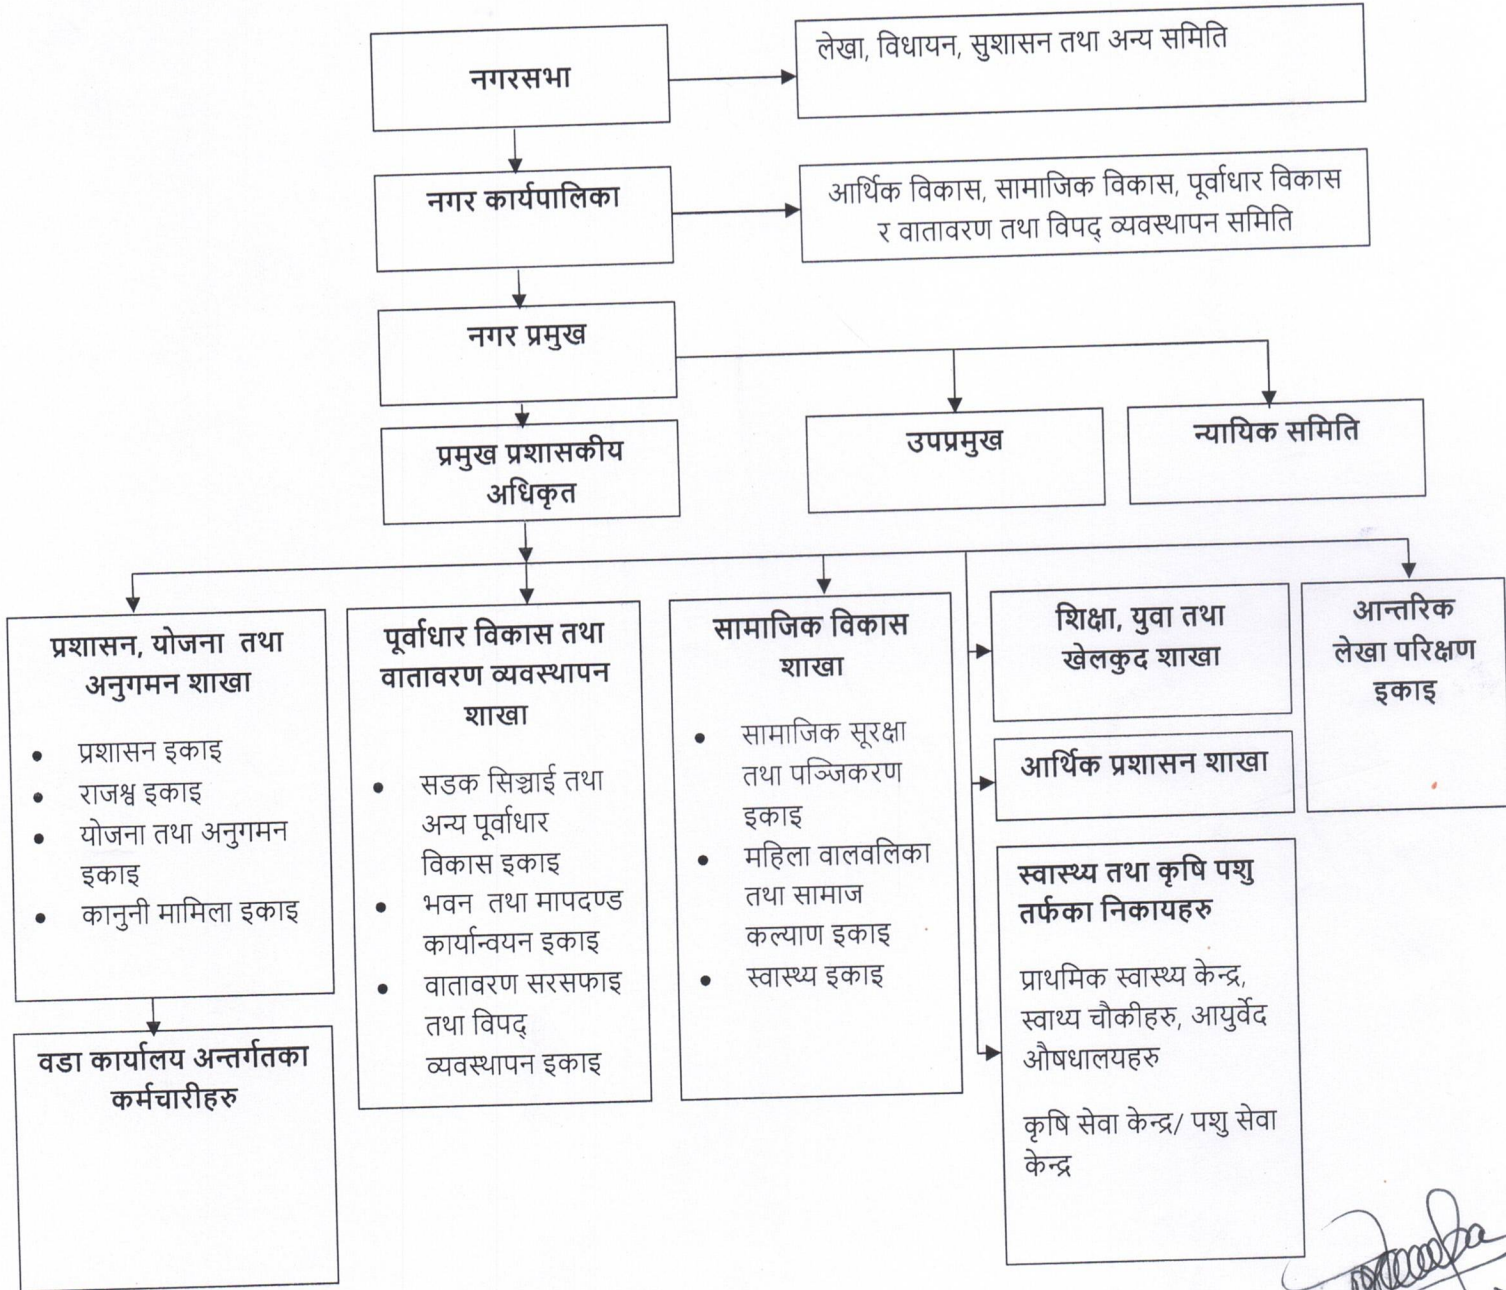 नगरसभा
लेखा, विधायन, सुशासन तथा अन्य समिति
नगर कार्यपालिका
आर्थिक विकास, सामाजिक विकास, पूर्वाधार विकास
र वातावरण तथा विपद् व्यवस्थापन समिति
नगर प्रमुख
प्रमुख प्रशासकीय
अधिकृत
उपप्रमुख
न्यायिक समिति
प्रशासन, योजना तथा
अनुगमन शाखा
• प्रशासन इकाइ
• राजश्व इकाइ
• योजना तथा अनुगमन
इकाइ
• कानुनी मामिला इकाइ
वडा कार्यालय अन्तर्गतका
कर्मचारीहरु
पूर्वाधार विकास तथा
वातावरण व्यवस्थापन
शाखा
• सडक सिञ्चाई तथा
अन्य पूर्वाधार
विकास इकाइ
• भवन तथा मापदण्ड
कार्यान्वयन इकाइ
• वातावरण सरसफाइ
तथा विपद्
व्यवस्थापन इकाइ
सामाजिक विकास
शाखा
• सामाजिक सूरक्षा
तथा पञ्जिकरण
इकाइ
• महिला वालवलिका
तथा सामाज
कल्याण इकाइ
• स्वास्थ्य इकाइ
शिक्षा, युवा तथा
खेलकुद शाखा
आर्थिक प्रशासन शाखा
स्वास्थ्य तथा कृषि पशु
तर्फका निकायहरु
प्राथमिक स्वास्थ्य केन्द्र,
स्वाथ्य चौकीहरु, आयुर्वेद
औषधालयहरु
कृषि सेवा केन्द्र/ पशु सेवा
केन्द्र
आन्तरिक
लेखा परिक्षण
इकाइ